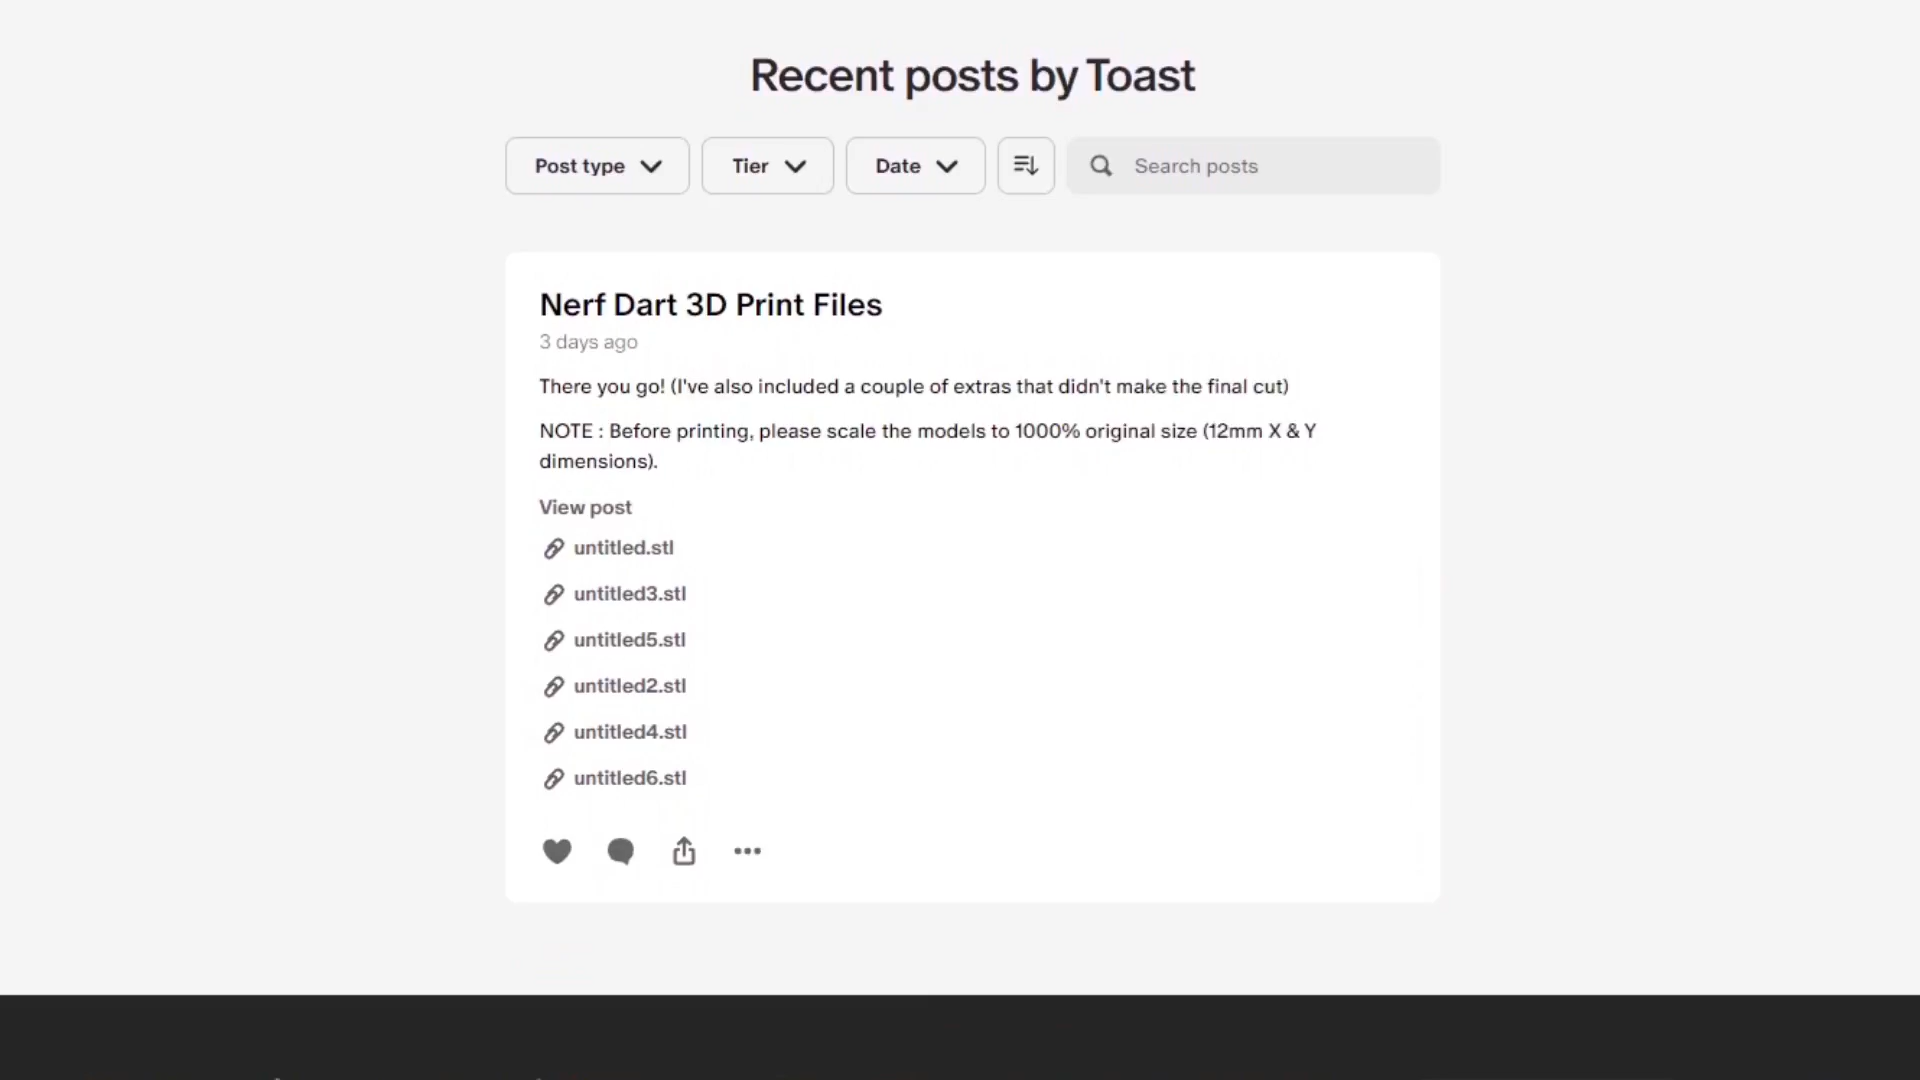 Recent posts by Toast
Post type
Tier
Date
Search posts
Nerf Dart 3D Print Files
3 days ago
There you go! (I've also included a couple of extras that didn't make the final cut)
NOTE : Before printing, please scale the models to 1000% original size (12mm X & Y
dimensions).
View post
untitled.stl
untitled3.stl
untitled5.stl
untitled2.stl
untitled4.stl
untitled6.stl